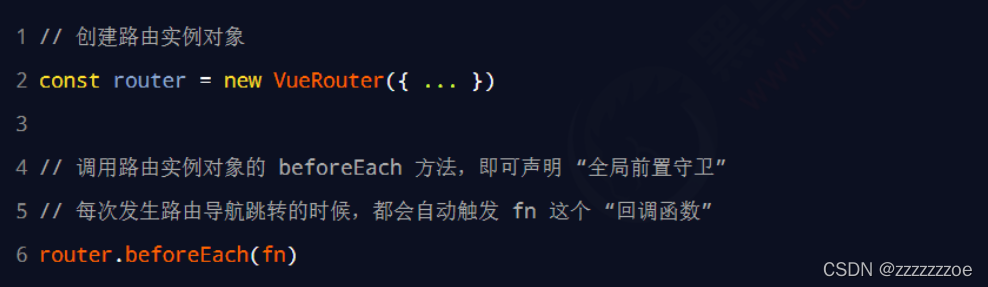 1 // 创建路由实例对象
2 const router = new VueRouter({ ... })
3
4 // 调用路由实例对象的 beforeEach 方法，即可声明 “全局前置守卫”
5 // 每次发生路由导航跳转的时候，都会自动触发 fn 这个 “回调函数”
6 router.beforeEach(fn)
CSDN @zzzzzzzoe